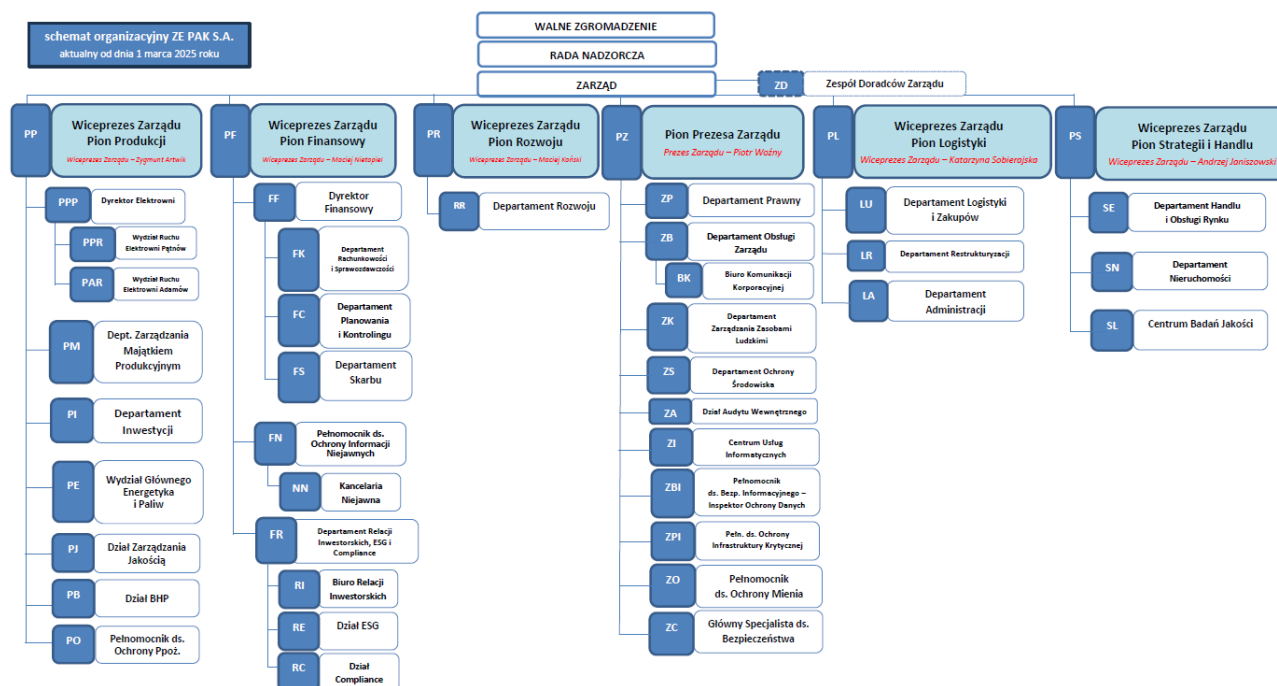 schemat organizacyjny ZE PAK S.A.
aktualny od dnia 1 marca 2025 roku
WALNE ZGROMADZENIE
RADA NADZORCZA
ZARZĄD
ZD
Zespół Doradców Zarządu
PP
Wiceprezes Zarządu
Pion Produkcji
Wiceprezes Zarządu – Zygmunt Artwik
PPP
Dyrektor Elektrowni
PPR
Wydział Ruchu
Elektrowni Pątnów
PAR
Wydział Ruchu
Elektrowni Adamów
PM
Dept. Zarządzania
Majątkiem
Produkcyjnym
PI
Departament
Inwestycji
PE
Wydział Głównego
Energetyka
i Paliw
PJ
Dział Zarządzania
Jakością
PB
Dział BHP
PO
Pełnomocnik ds.
Ochrony Ppoż.
PF
Wiceprezes Zarządu
Pion Finansowy
Wiceprezes Zarządu – Maciej Nietopiel
FF
Dyrektor
Finansowy
FK
Departament
Rachunkowości
i Sprawozdawczości
FC
Departament
Planowania
i Kontrolingu
FS
Departament
Skarbu
FN
Pełnomocnik ds.
Ochrony Informacji
Niejawnych
NN
Kancelaria
Niejawna
FR
Departament Relacji
Inwestorskich, ESG i
Compliance
RI
Biuro Relacji
Inwestorskich
RE
Dział ESG
RC
Dział
Compliance
PR
Wiceprezes Zarządu
Pion Rozwoju
Wiceprezes Zarządu – Maciej Koński
RR
Departament Rozwoju
PZ
Pion Prezesa Zarządu
Prezes Zarządu – Piotr Woźny
ZP
Departament Prawny
ZB
Departament Obsługi
Zarządu
BK
Biuro Komunikacji
Korporacyjnej
ZK
Departament
Zarządzania Zasobami
Ludzkimi
ZS
Departament Ochrony
Środowiska
ZA
Dział Audytu Wewnętrznego
ZI
Centrum Usług
Informatycznych
ZBI
Pełnomocnik
ds. Bezp. Informacyjnego –
Inspektor Ochrony Danych
ZPI
Pełn. ds. Ochrony
Infrastruktury Krytycznej
ZO
Pełnomocnik
ds. Ochrony Mienia
ZC
Główny Specjalista ds.
Bezpieczeństwa
PL
Wiceprezes Zarządu
Pion Logistyki
Wiceprezes Zarządu – Katarzyna Sobierajska
LU
Departament Logistyki
i Zakupów
LR
Departament Restrukturyzacji
LA
Departament
Administracji
PS
Wiceprezes Zarządu
Pion Strategii i Handlu
Wiceprezes Zarządu – Andrzej Janiszowski
SE
Departament Handlu
i Obsługi Rynku
SN
Departament
Nieruchomości
SL
Centrum Badań Jakości